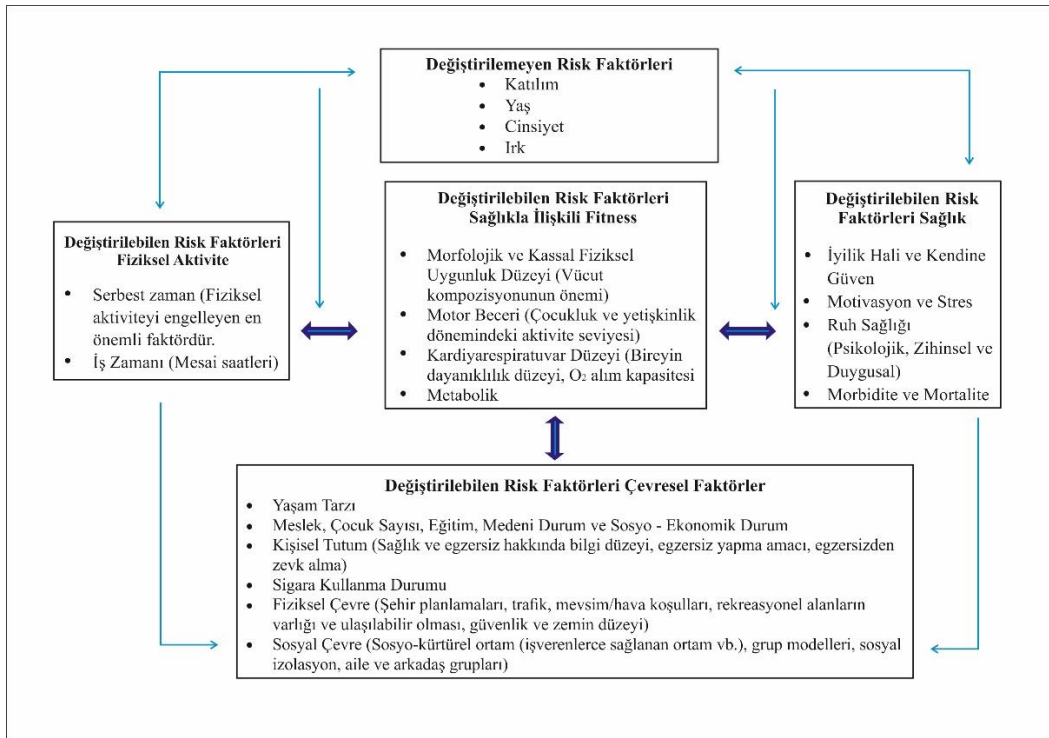 Değiştirilemeyen Risk Faktörleri
• Katılım
• Yaş
• Cinsiyet
• Irk
Değiştirilebilen Risk Faktörleri
Fiziksel Aktivite
• Serbest zaman (Fiziksel
aktiviteyi engelleyen en
önemli faktördür.
• İş Zamanı (Mesai saatleri)
Değiştirilebilen Risk Faktörleri
Sağlıkla İlişkili Fitness
• Morfolojik ve Kassal Fiziksel
Uygunluk Düzeyi (Vücut
kompozisyonunun önemi)
• Motor Beceri (Çocukluk ve yetişkinlik
dönemindeki aktivite seviyesi)
• Kardiyarespiratuvar Düzeyi (Bireyin
dayanıklılık düzeyi, O₂ alım kapasitesi
• Metabolik
Değiştirilebilen Risk
Faktörleri Sağlık
• İyilik Hali ve Kendine
Güven
• Motivasyon ve Stres
• Ruh Sağlığı
(Psikolojik, Zihinsel ve
Duygusal)
• Morbidite ve Mortalite
Değiştirilebilen Risk Faktörleri Çevresel Faktörler
• Yaşam Tarzı
• Meslek, Çocuk Sayısı, Eğitim, Medeni Durum ve Sosyo - Ekonomik Durum
• Kişisel Tutum (Sağlık ve egzersiz hakkında bilgi düzeyi, egzersiz yapma amacı, egzersizden
zevk alma)
• Sigara Kullanma Durumu
• Fiziksel Çevre (Şehir planlamaları, trafik, mevsim/hava koşulları, rekreasyonel alanların
varlığı ve ulaşılabilir olması, güvenlik ve zemin düzeyi)
• Sosyal Çevre (Sosyo-kürtürel ortam (işverenlerce sağlanan ortam vb.), grup modelleri, sosyal
izolasyon, aile ve arkadaş grupları)